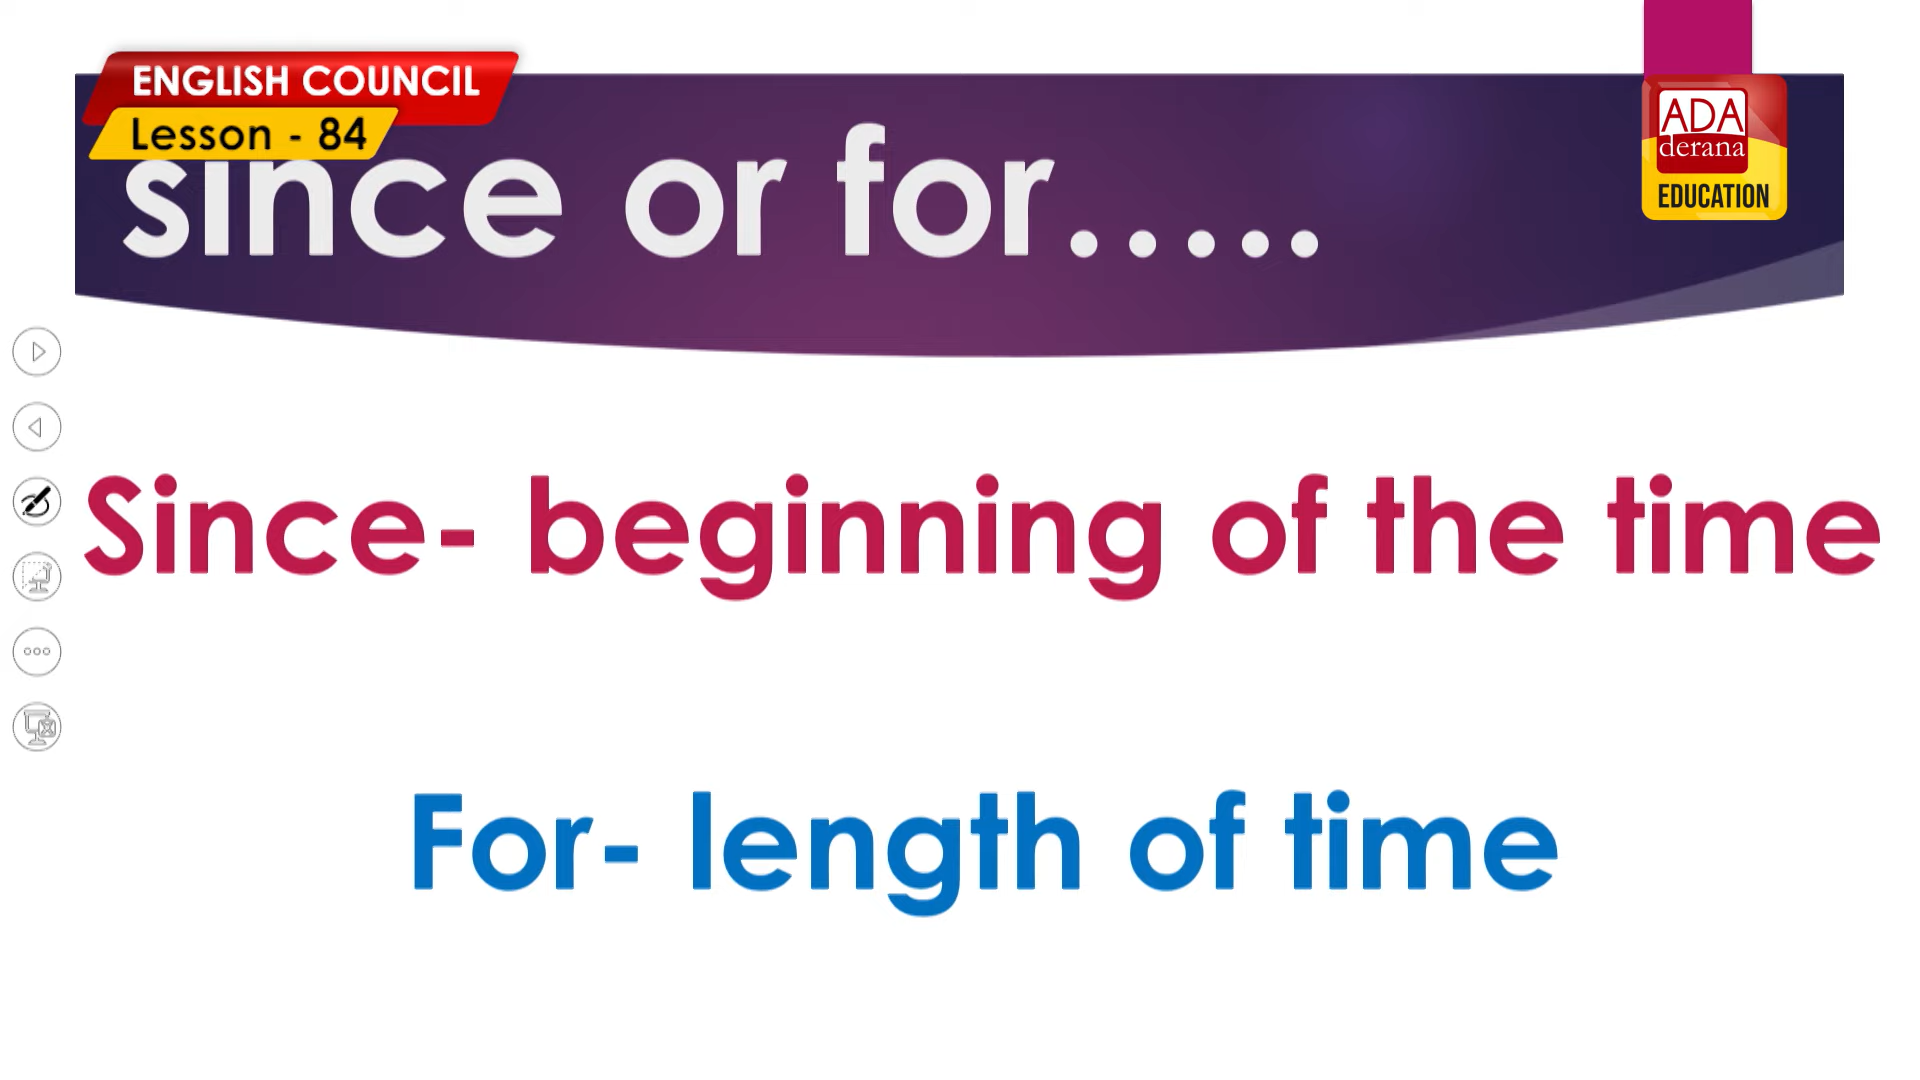 ENGLISH COUNCIL
Lesson - 84
since or for.....
ADA
derana
EDUCATION
Since- beginning of the time
For- length of time